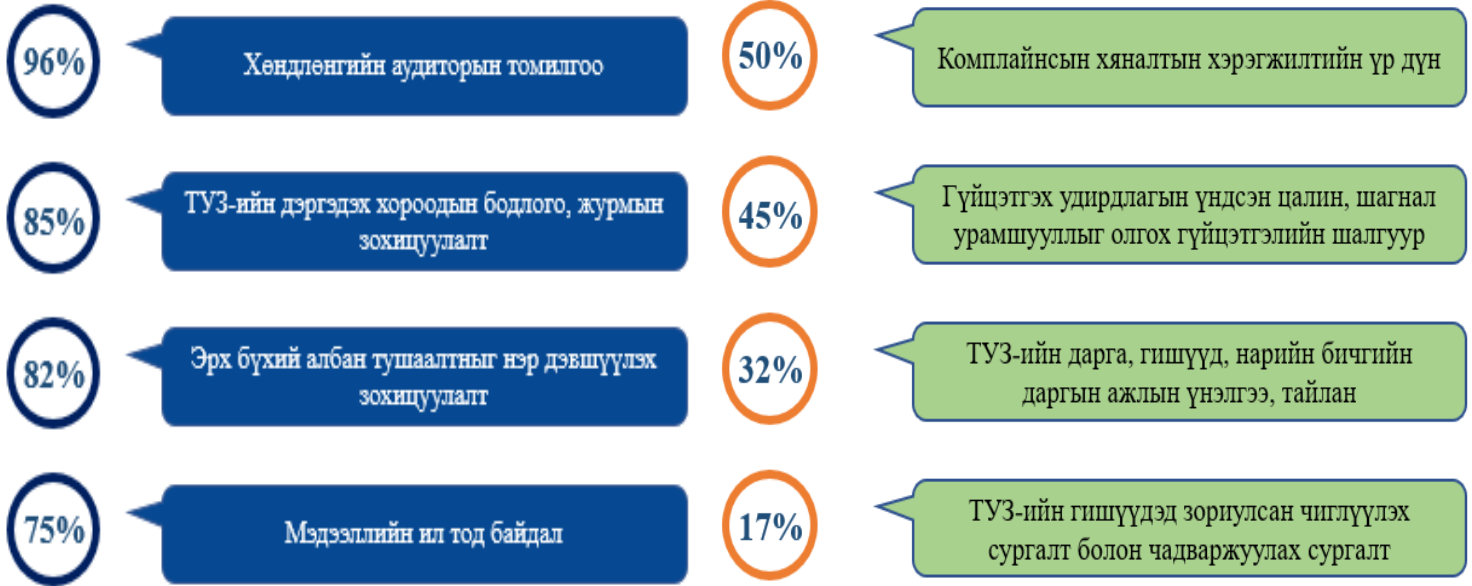 96%
Хөндлөнгийн аудиторын томилгоо
50%
Комплайнсын хяналтын хэрэгжилтийн үр дүн
85%
ТУЗ-ийн дэргэдэх хороодын бодлого, журмын
зохицуулалт
45%
Гүйцэтгэх удирдлагын үндсэн цалин, шагнал
урамшууллыг олгох гүйцэтгэлийн шалгуур
82%
Эрх бүхий албан тушаалтныг нэр дэвшүүлэх
зохицуулалт
32%
ТУЗ-ийн дарга, гишүүд, нарийн бичгийн
даргын ажлын үнэлгээ, тайлан
75%
Мэдээллийн ил тод байдал
17%
ТУЗ-ийн гишүүдэд зориулсан чиглүүлэх
сургалт болон чадваржуулах сургалт